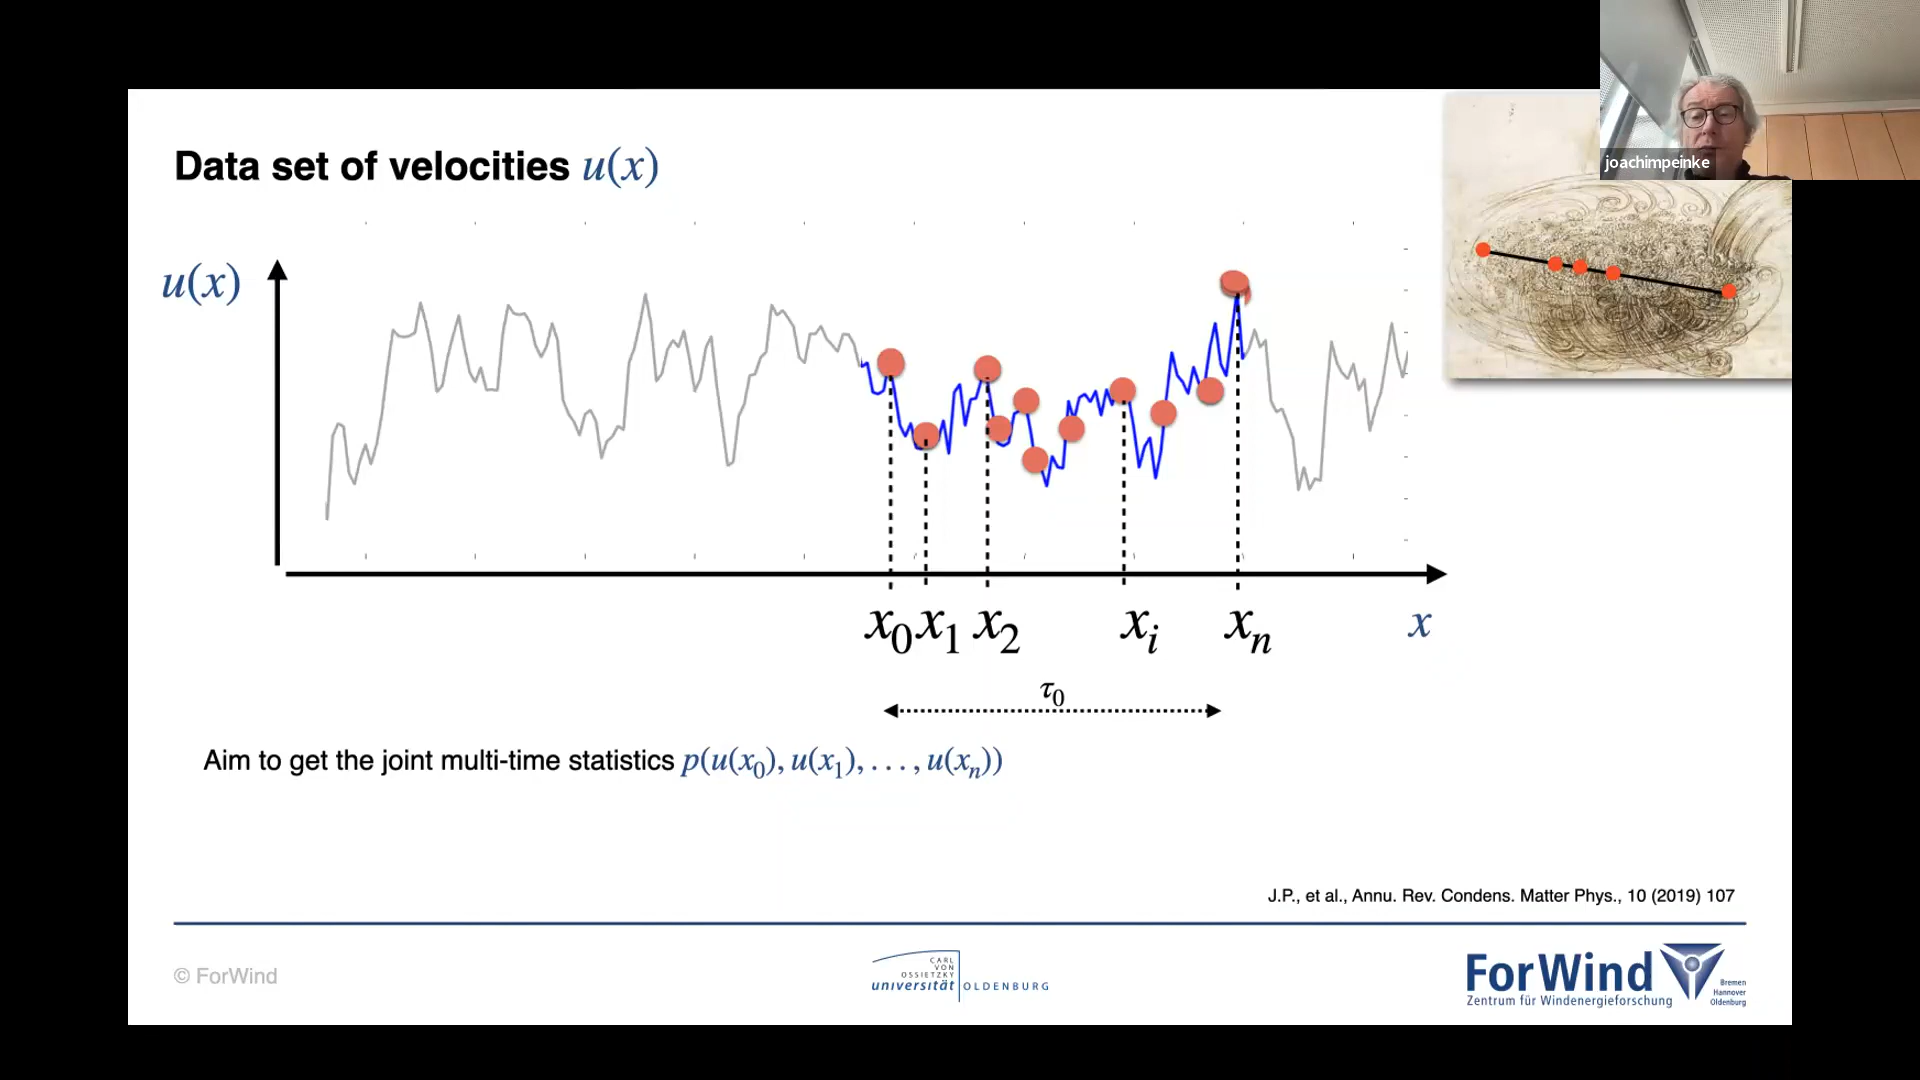 joachimpeinke
Data set of velocities u(x)
u(x)
x₀ x₁ x₂ xᵢ xₙ x
τ₀
Aim to get the joint multi-time statistics p(u(x₀), u(x₁), . . . , u(xₙ))
J.P., et al., Annu. Rev. Condens. Matter Phys., 10 (2019) 107
© ForWind
CARL
VON
OSSIETZKY
universität OLDENBURG
ForWind
Zentrum für Windenergieforschung
Bremen
Hannover
Oldenburg